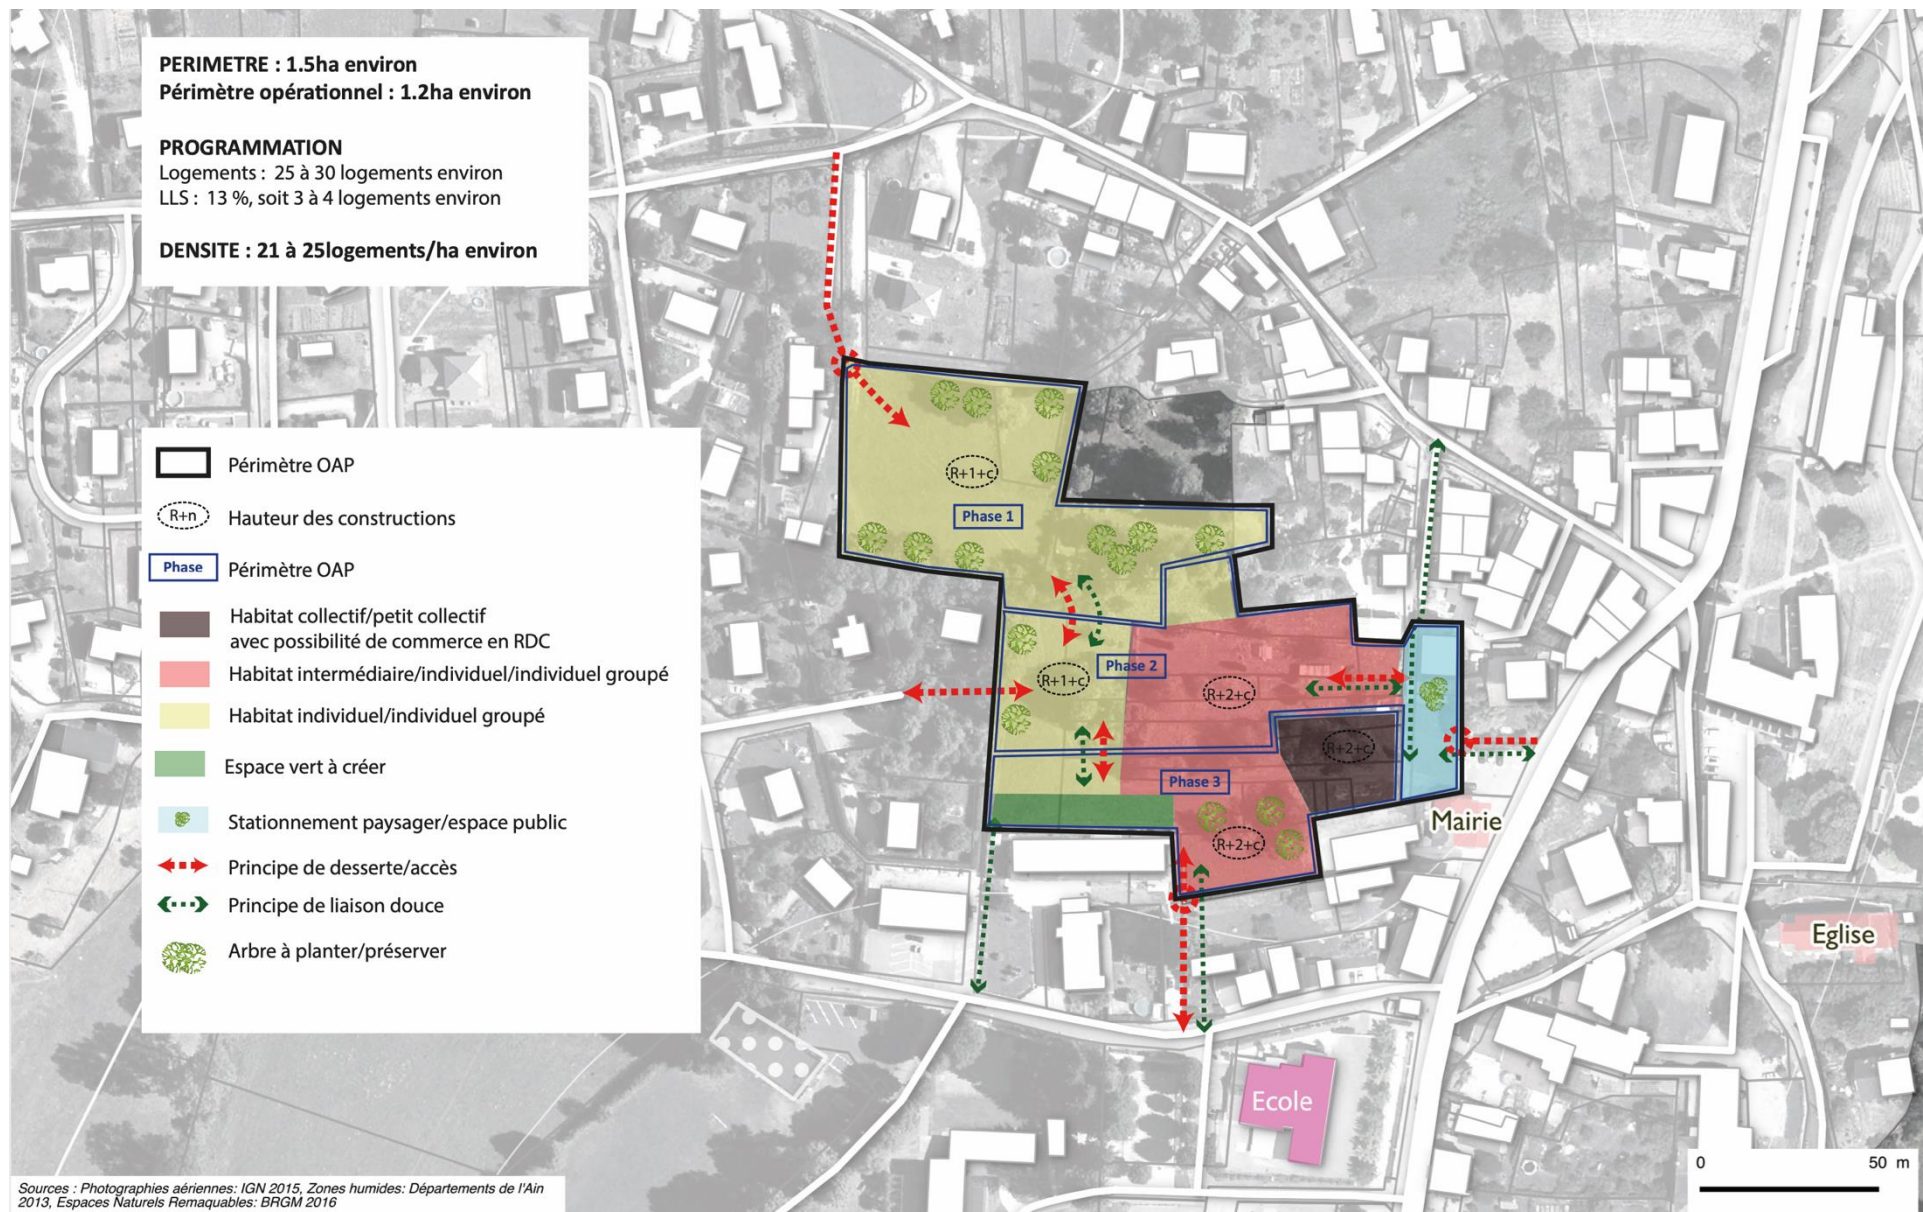 PERIMETRE : 1.5ha environ
Périmètre opérationnel : 1.2ha environ
PROGRAMMATION
Logements : 25 à 30 logements environ
LLS : 13 %, soit 3 à 4 logements environ
DENSITE : 21 à 25logements/ha environ
Périmètre OAP
R+n
Hauteur des constructions
Phase
Périmètre OAP
Habitat collectif/petit collectif
avec possibilité de commerce en RDC
Habitat intermédiaire/individuel/individuel groupé
Habitat individuel/individuel groupé
Espace vert à créer
Stationnement paysager/espace public
Principe de desserte/accès
Principe de liaison douce
Arbre à planter/préserver
R+1+c
Phase 1
Phase 2
R+1+c
R+2+c
R+2+c
Phase 3
R+2+c
Mairie
Eglise
Ecole
0 50 m
Sources : Photographies aériennes: IGN 2015, Zones humides: Départements de l'Ain
2013, Espaces Naturels Remaquables: BRGM 2016